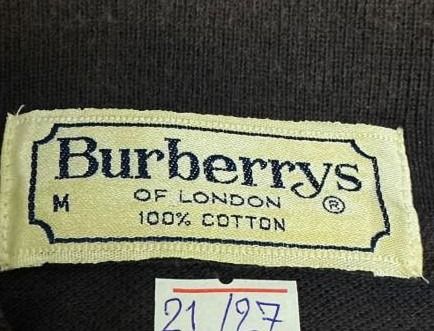 Burberrys
M OF LONDON ®
100% COTTON
21/27